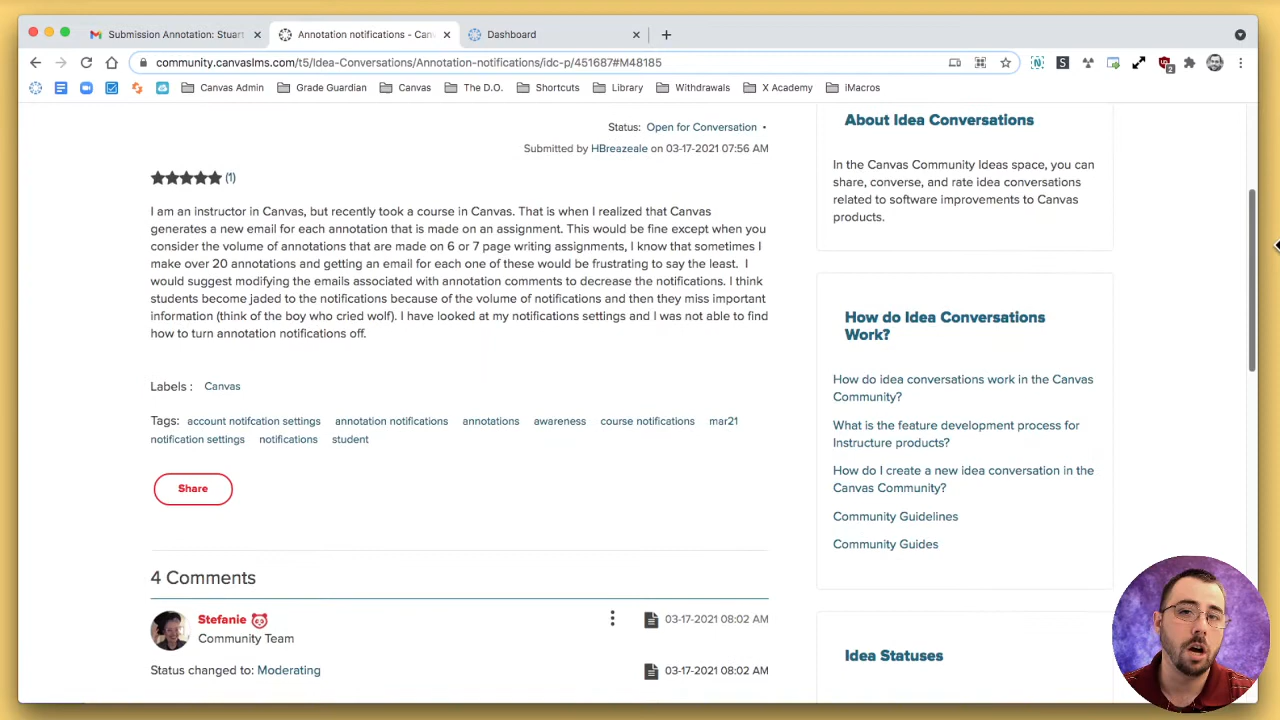 Submission Annotation: Stuart
Annotation notifications - Canv
Dashboard
community.canvaslms.com/t5/Idea-Conversations/Annotation-notifications/idc-p/451687#M48185
Canvas Admin
Grade Guardian
Canvas
The D.O.
Shortcuts
Library
Withdrawals
X Academy
iMacros
Status: Open for Conversation
Submitted by HBreazeale on 03-17-2021 07:56 AM
(1)
I am an instructor in Canvas, but recently took a course in Canvas. That is when I realized that Canvas
generates a new email for each annotation that is made on an assignment. This would be fine except when you
consider the volume of annotations that are made on 6 or 7 page writing assignments, I know that sometimes I
make over 20 annotations and getting an email for each one of these would be frustrating to say the least. I
would suggest modifying the emails associated with annotation comments to decrease the notifications. I think
students become jaded to the notifications because of the volume of notifications and then they miss important
information (think of the boy who cried wolf). I have looked at my notifications settings and I was not able to find
how to turn annotation notifications off.
Labels : Canvas
Tags: account notifcation settings annotation notifications annotations awareness course notifications mar21
notification settings notifications student
Share
4 Comments
Stefanie
Community Team
03-17-2021 08:02 AM
Status changed to: Moderating
03-17-2021 08:02 AM
About Idea Conversations
In the Canvas Community Ideas space, you can
share, converse, and rate idea conversations
related to software improvements to Canvas
products.
How do Idea Conversations
Work?
How do idea conversations work in the Canvas
Community?
What is the feature development process for
Instructure products?
How do I create a new idea conversation in the
Canvas Community?
Community Guidelines
Community Guides
Idea Statuses